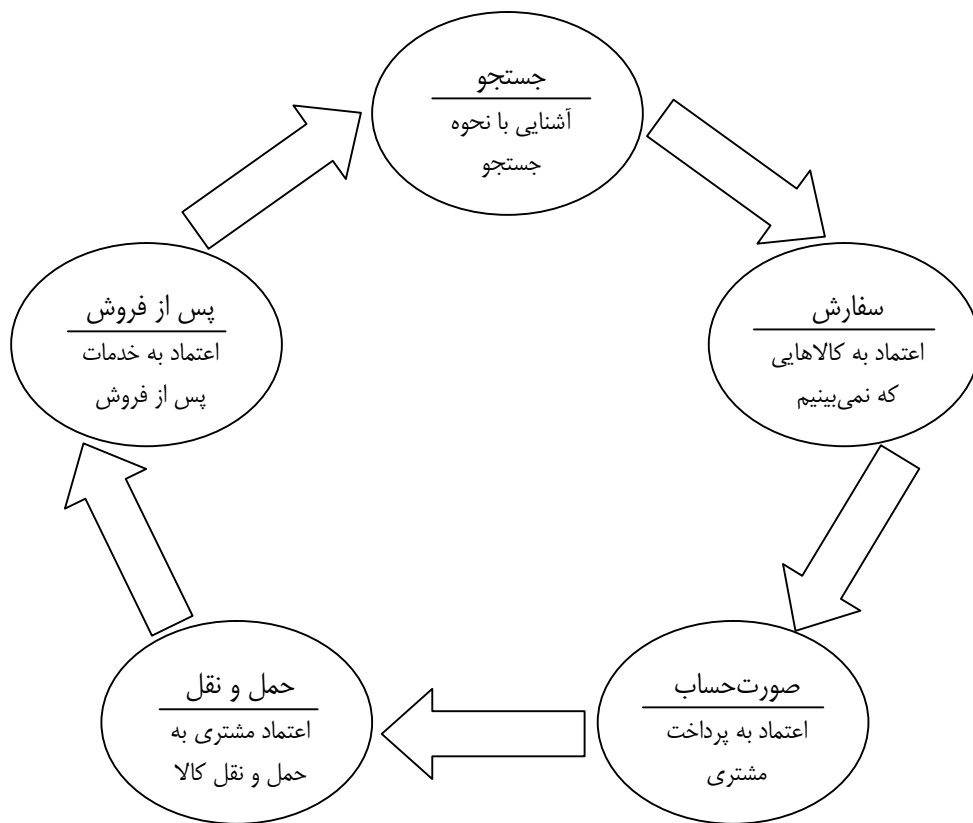 جستجو
آشنایی با نحوه
جستجو
سفارش
اعتماد به کالاهایی
که نمی‌بینیم
صورت‌حساب
اعتماد به پرداخت
مشتری
حمل و نقل
اعتماد مشتری به
حمل و نقل کالا
پس از فروش
اعتماد به خدمات
پس از فروش